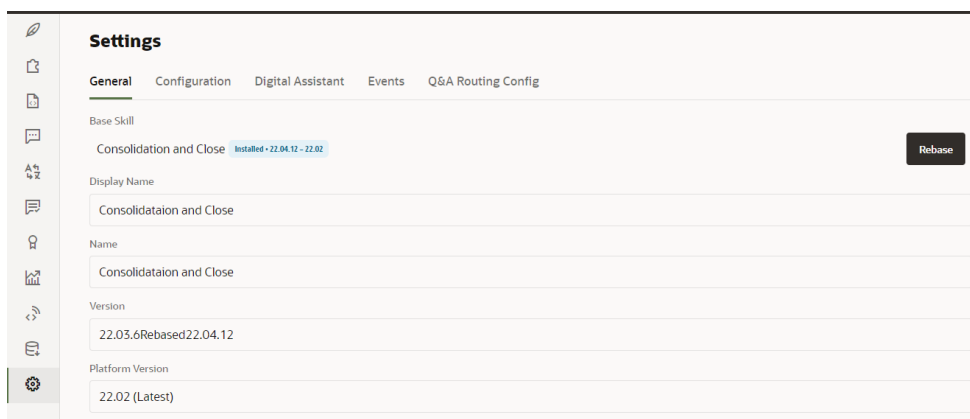 Settings
General Configuration Digital Assistant Events Q&A Routing Config
Base Skill
Consolidation and Close Installed • 22.04.12 - 22.02
Rebase
Display Name
Consolidataion and Close
Name
Consolidataion and Close
Version
22.03.6Rebased22.04.12
Platform Version
22.02 (Latest)